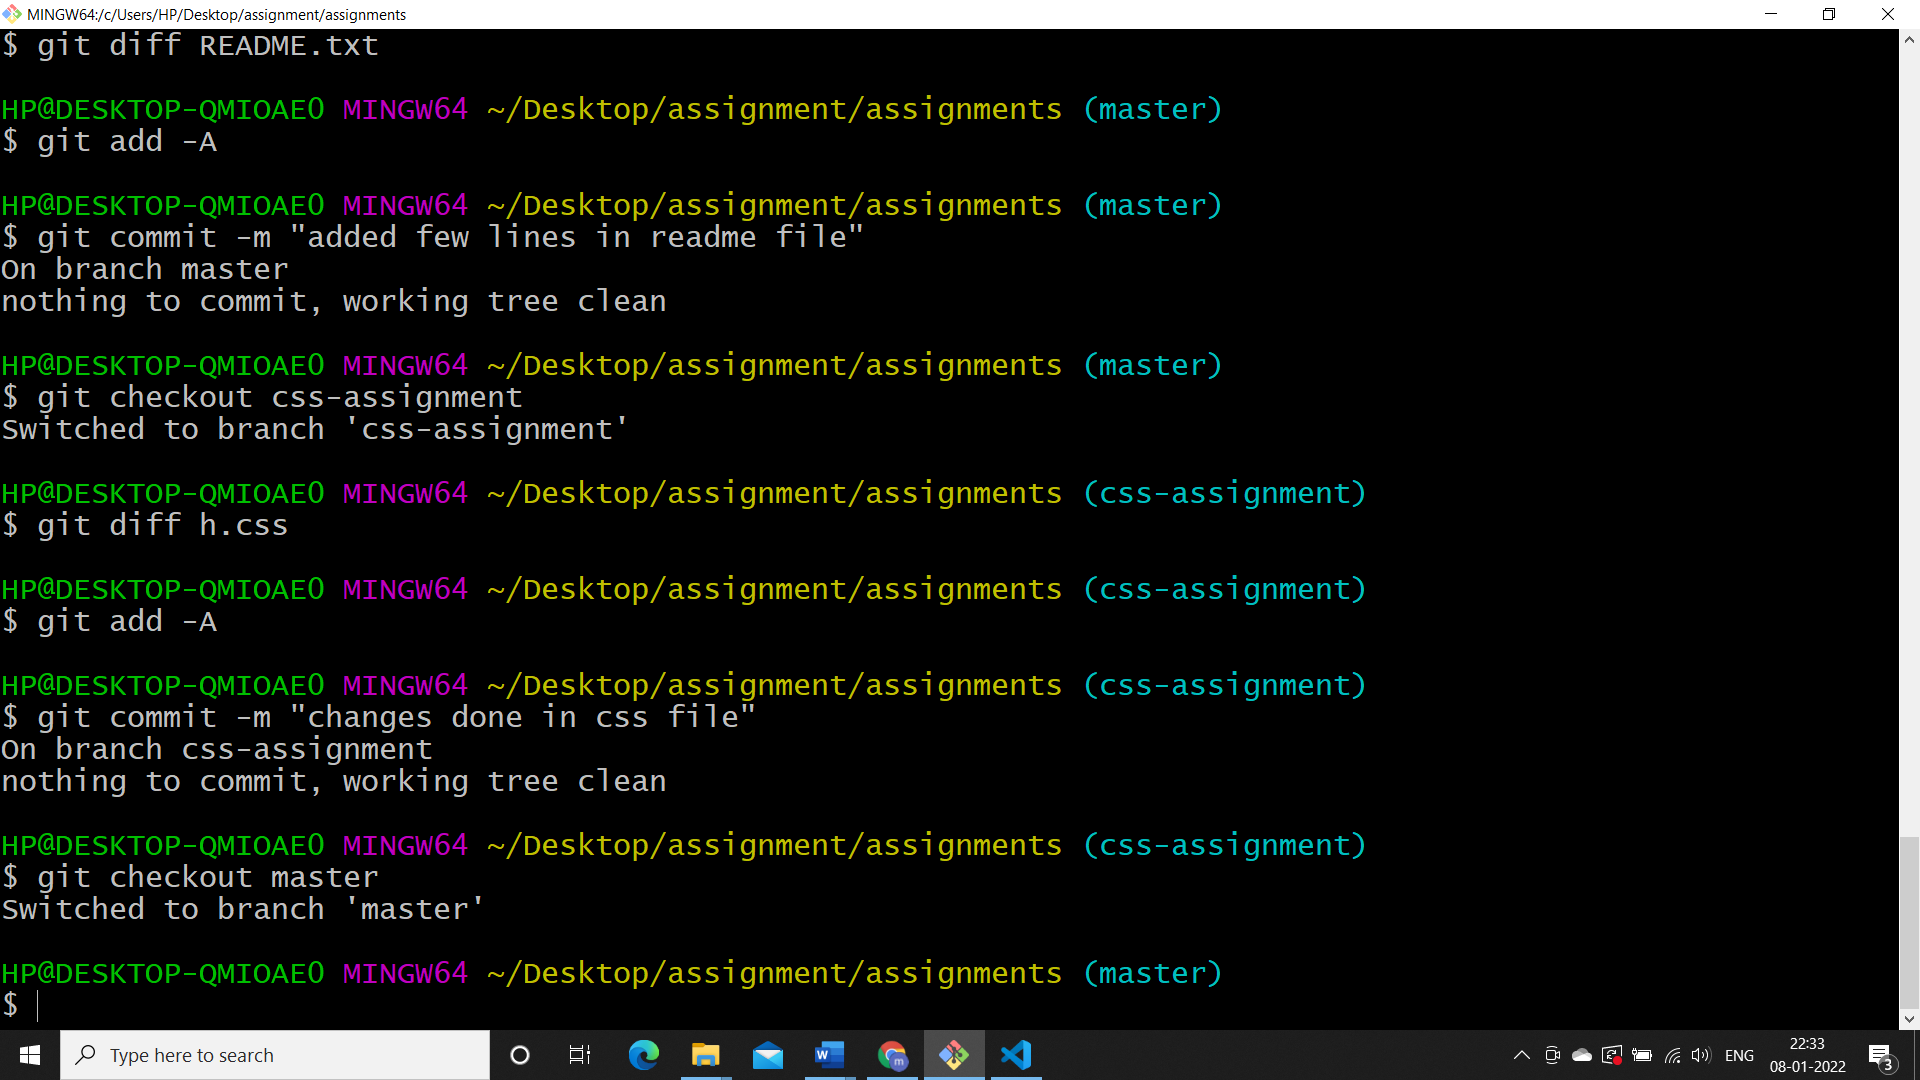 MINGW64:/c/Users/HP/Desktop/assignment/assignments
$ git diff README.txt
HP@DESKTOP-QMIOAEO MINGW64 ~/Desktop/assignment/assignments (master)
$ git add -A
HP@DESKTOP-QMIOAEO MINGW64 ~/Desktop/assignment/assignments (master)
$ git commit -m "added few lines in readme file"
On branch master
nothing to commit, working tree clean
HP@DESKTOP-QMIOAEO MINGW64 ~/Desktop/assignment/assignments (master)
$ git checkout css-assignment
Switched to branch 'css-assignment'
HP@DESKTOP-QMIOAEO MINGW64 ~/Desktop/assignment/assignments (css-assignment)
$ git diff h.css
HP@DESKTOP-QMIOAEO MINGW64 ~/Desktop/assignment/assignments (css-assignment)
$ git add -A
HP@DESKTOP-QMIOAEO MINGW64 ~/Desktop/assignment/assignments (css-assignment)
$ git commit -m "changes done in css file"
On branch css-assignment
nothing to commit, working tree clean
HP@DESKTOP-QMIOAEO MINGW64 ~/Desktop/assignment/assignments (css-assignment)
$ git checkout master
Switched to branch 'master'
HP@DESKTOP-QMIOAEO MINGW64 ~/Desktop/assignment/assignments (master)
$
Type here to search
W
m
ENG
22:33
08-01-2022
3